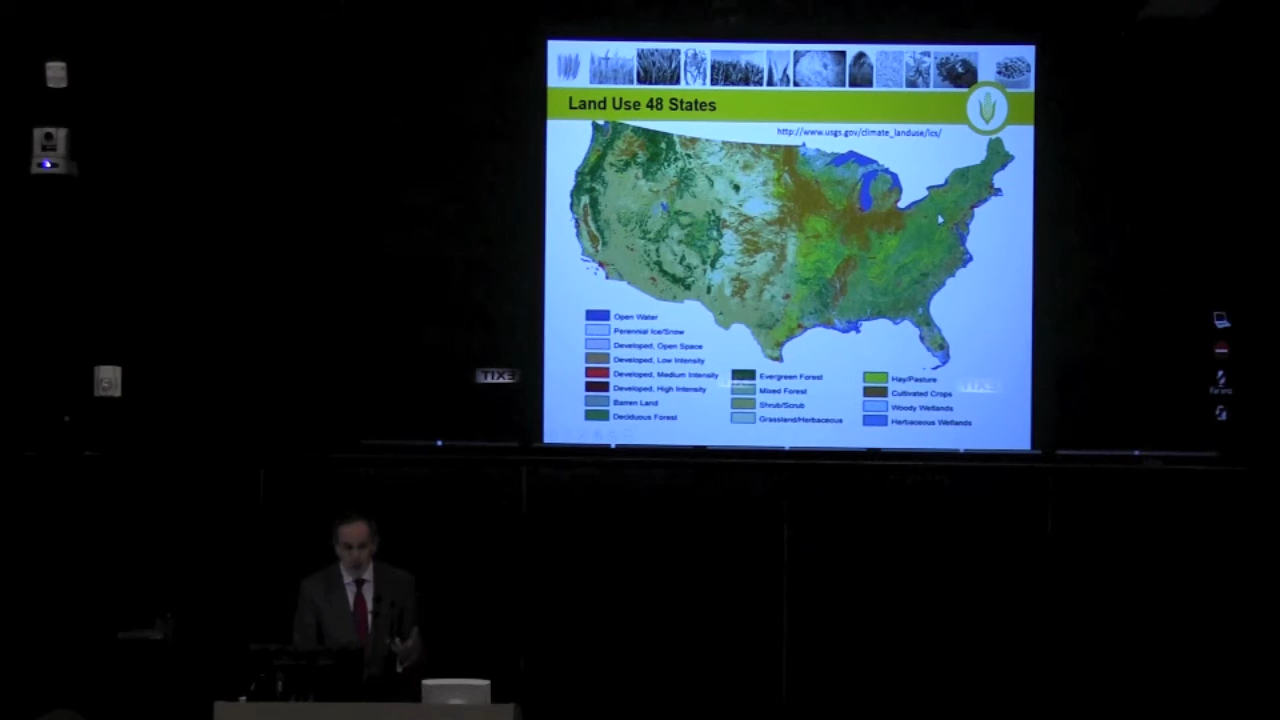 Land Use 48 States
http://www.usgs.gov/climate_landuse/lcs/
Open Water
Perennial Ice/Snow
Developed, Open Space
Developed, Low Intensity
Developed, Medium Intensity
Developed, High Intensity
Barren Land
Deciduous Forest
Evergreen Forest
Mixed Forest
Shrub/Scrub
Grassland/Herbaceous
Hay/Pasture
Cultivated Crops
Woody Wetlands
Herbaceous Wetlands
EXIT
EXIT